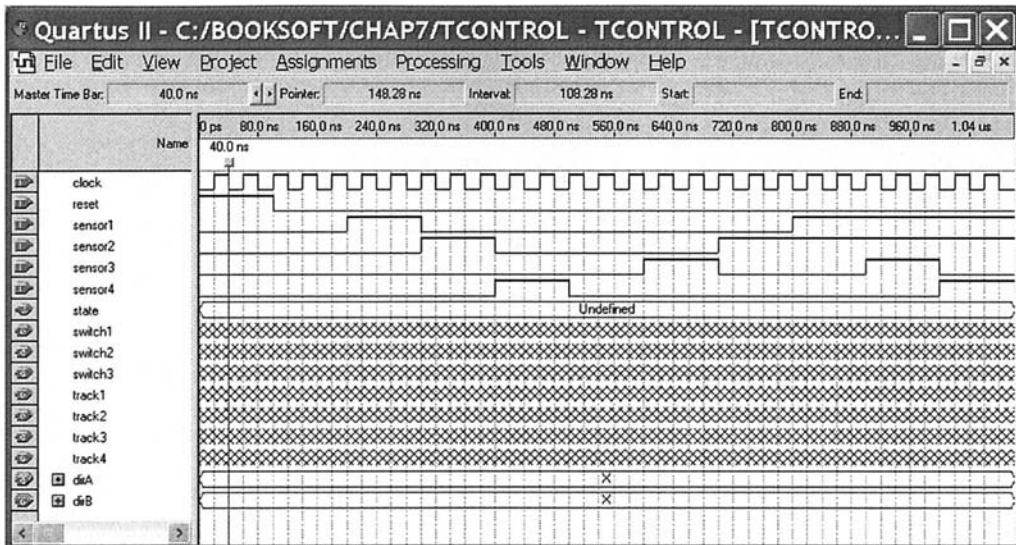 Quartus II - C:/BOOKSOFT/CHAP7/TCONTROL - TCONTROL - [TCONTRO...
File Edit View Project Assignments Processing Tools Window Help
Master Time Bar: 40.0 ns Pointer: 148.28 ns Interval: 108.28 ns Start: End:
Name
0 ps 80.0 ns 160.0 ns 240.0 ns 320.0 ns 400.0 ns 480.0 ns 560.0 ns 640.0 ns 720.0 ns 800.0 ns 880.0 ns 960.0 ns 1.04 us
40.0 ns
clock
reset
sensor1
sensor2
sensor3
sensor4
state Undefined
switch1
switch2
switch3
track1
track2
track3
track4
dirA X
dirB X